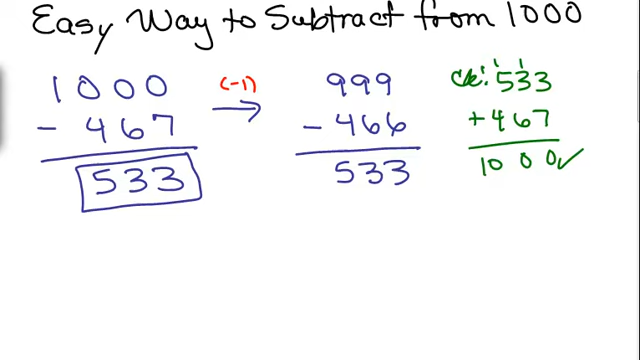 Easy Way to Subtract from 1000
1000 (-1) 999 ck: 533
- 467 → - 466 + 467
533 533 1000 ✓